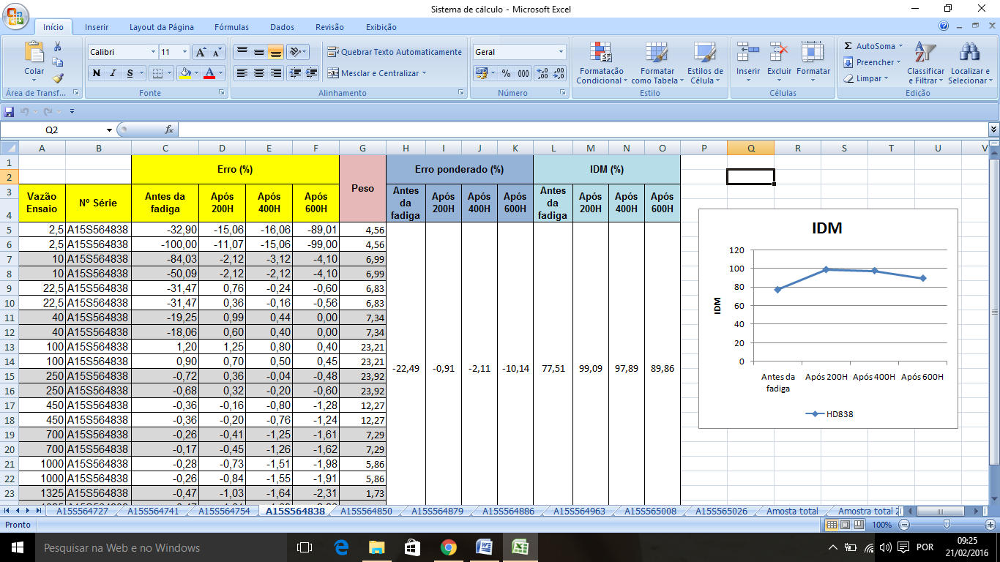 Sistema de cálculo - Microsoft Excel
Início Inserir Layout da Página Fórmulas Dados Revisão Exibição
Colar
Área de Transf...
Calibri 11
N I S
Fonte
Quebrar Texto Automaticamente
Mesclar e Centralizar
Alinhamento
Geral
% 000
Número
Formatação Condicional
Formatar como Tabela
Estilos de Célula
Estilo
Inserir Excluir Formatar
Células
Σ AutoSoma
Preencher
Limpar
Classificar e Filtrar
Localizar e Selecionar
Edição
Q2 fx
A B C D E F G H I J K L M N O P Q R S T U V
1 Erro (%) Peso Erro ponderado (%) IDM (%)
2
3 Vazão Ensaio Nº Série Antes da fadiga Após 200H Após 400H Após 600H Antes da fadiga Após 200H Após 400H Após 600H Antes da fadiga Após 200H Após 400H Após 600H
4
5 2,5 A15S564838 -32,90 -15,06 -16,06 -89,01 4,56
6 2,5 A15S564838 -100,00 -11,07 -15,06 -99,00 4,56
7 10 A15S564838 -84,03 -2,12 -3,12 -4,10 6,99
8 10 A15S564838 -50,09 -2,12 -2,12 -4,10 6,99
9 22,5 A15S564838 -31,47 0,76 -0,24 -0,60 6,83
10 22,5 A15S564838 -31,47 0,36 -0,16 -0,56 6,83
11 40 A15S564838 -19,25 0,99 0,44 0,00 7,34
12 40 A15S564838 -18,06 0,60 0,40 0,00 7,34
13 100 A15S564838 1,20 1,25 0,80 0,40 23,21
14 100 A15S564838 0,90 0,70 0,50 0,45 23,21
-22,49 -0,91 -2,11 -10,14 77,51 99,09 97,89 89,86
15 250 A15S564838 -0,72 0,36 -0,04 -0,48 23,92
16 250 A15S564838 -0,68 0,32 -0,20 -0,60 23,92
17 450 A15S564838 -0,36 -0,16 -0,80 -1,28 12,27
18 450 A15S564838 -0,36 -0,20 -0,76 -1,24 12,27
19 700 A15S564838 -0,26 -0,41 -1,25 -1,61 7,29
20 700 A15S564838 -0,17 -0,45 -1,26 -1,62 7,29
21 1000 A15S564838 -0,28 -0,73 -1,51 -1,98 5,86
22 1000 A15S564838 -0,26 -0,84 -1,55 -1,91 5,86
23 1325 A15S564838 -0,47 -1,03 -1,64 -2,31 1,73
IDM
120
100
80
60
40
20
0
IDM
Antes da fadiga Após 200H Após 400H Após 600H
HD838
A15S564727 A15S564741 A15S564754 A15S564838 A15S564850 A15S564879 A15S564886 A15S564963 A15S565008 A15S565026 Amosta total Amostra total
Pronto 100%
Pesquisar na Web e no Windows
POR
09:25
21/02/2016